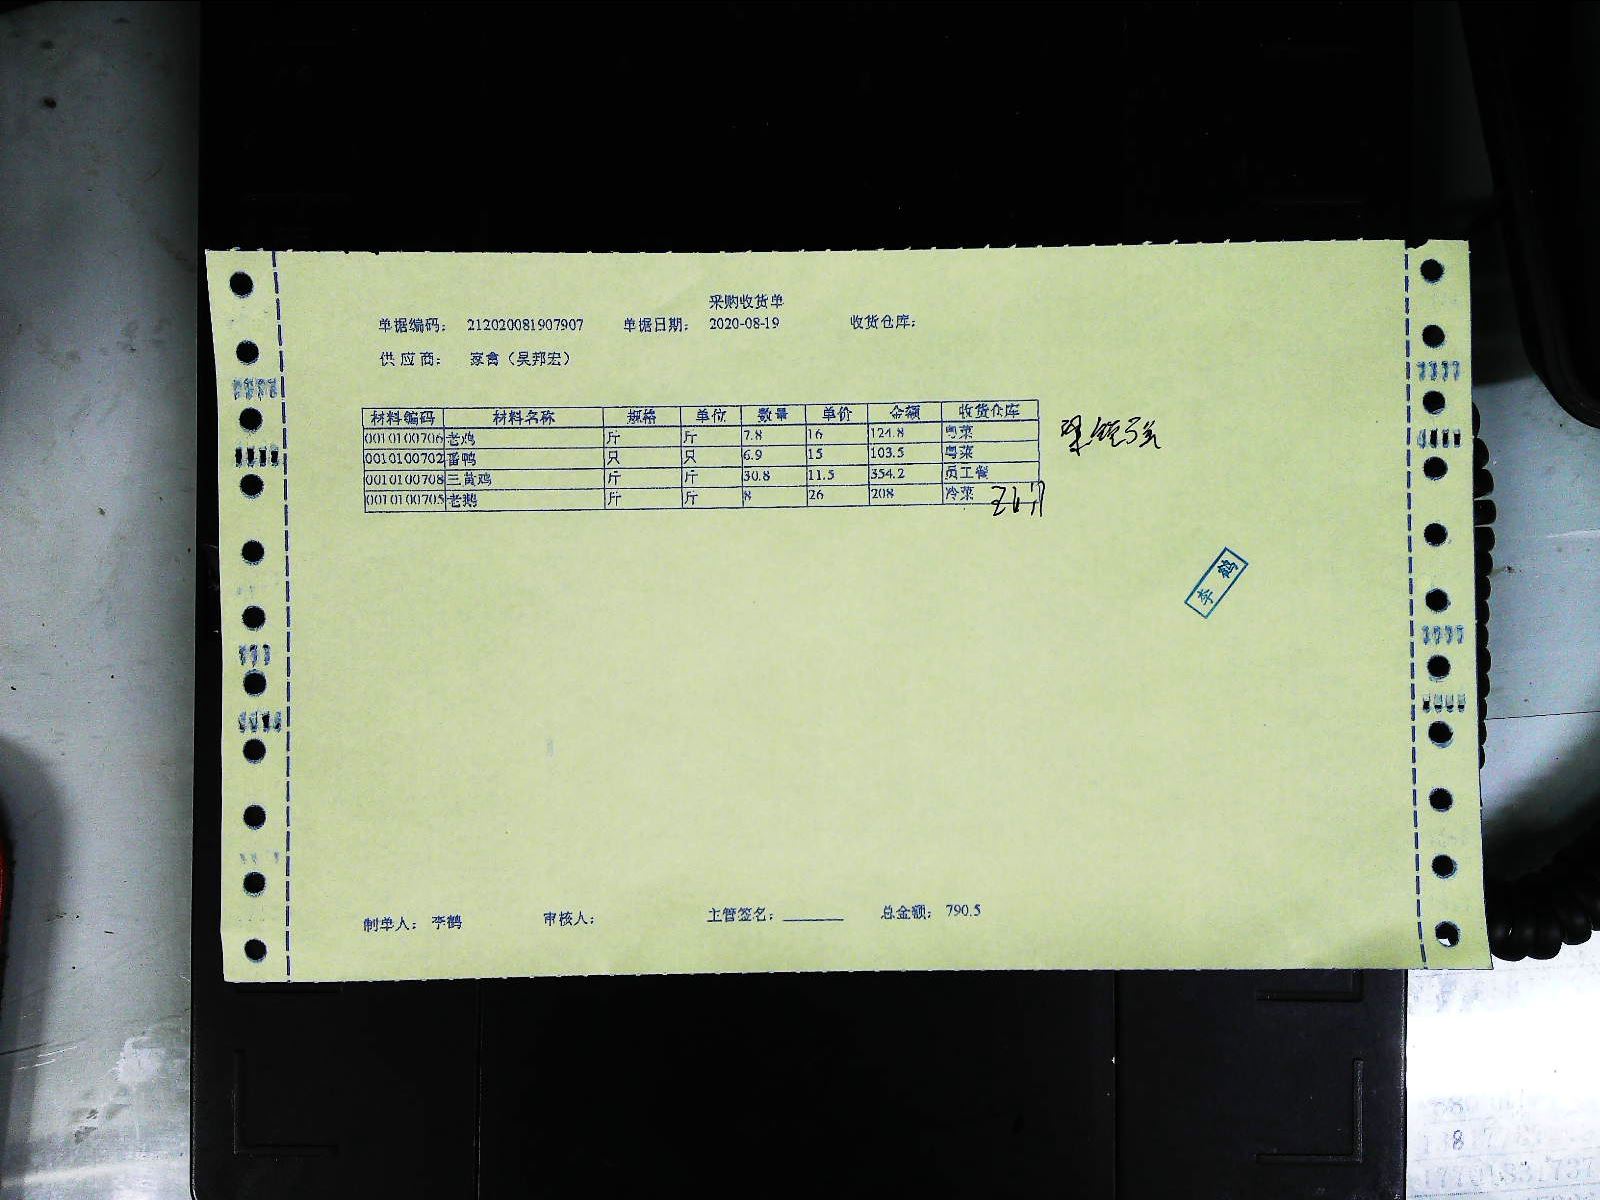 采购收货单
单据编码： 212020081907907 单据日期： 2020-08-19 收货仓库：
供应商： 家禽（吴邦宏）
材料编码 材料名称 规格 单位 数量 单价 金额 收货仓库
0010100706 老鸡 斤 斤 7.8 16 124.8 粤菜
0010100702 番鸭 只 只 6.9 15 103.5 粤菜
0010100708 三黄鸡 斤 斤 30.8 11.5 354.2 员工餐
0010100705 老鹅 斤 斤 8 26 208 冷菜
李鹤
制单人： 李鹤 审核人： 主管签名： 总金额： 790.5